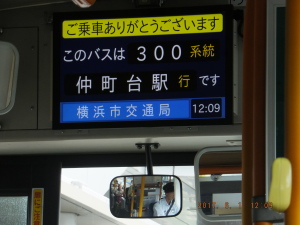 ご乗車ありがとうございます
このバスは 300 系統
仲町台駅 行 です
横浜市交通局 12:09